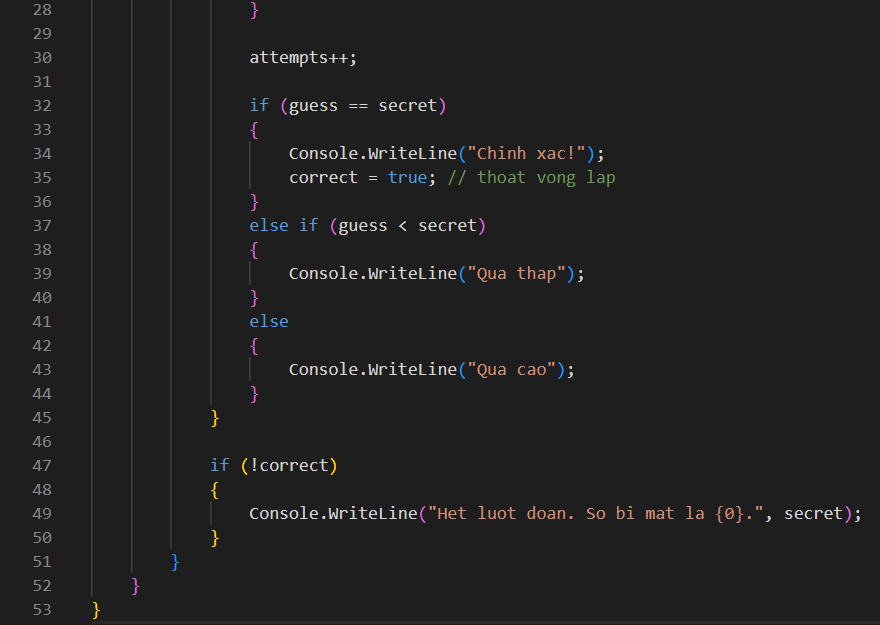 28 }
29
30 attempts++;
31
32 if (guess == secret)
33 {
34 Console.WriteLine("Chinh xac!");
35 correct = true; // thoat vong lap
36 }
37 else if (guess < secret)
38 {
39 Console.WriteLine("Qua thap");
40 }
41 else
42 {
43 Console.WriteLine("Qua cao");
44 }
45 }
46
47 if (!correct)
48 {
49 Console.WriteLine("Het luot doan. So bi mat la {0}.", secret);
50 }
51 }
52 }
53 }